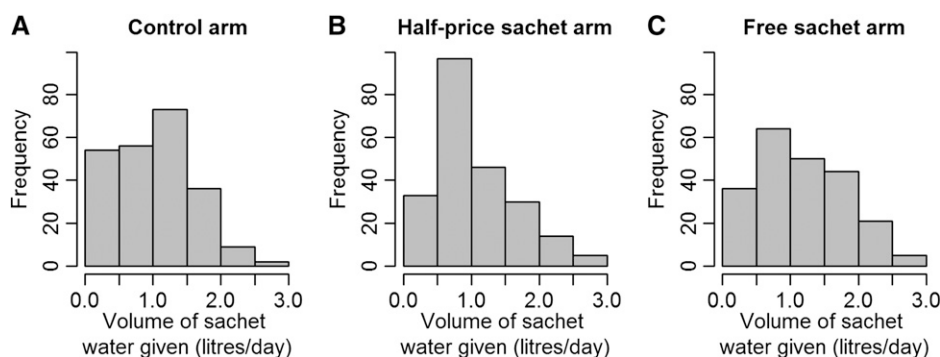 A Control arm
Frequency
0 20 40 60 80
0.0 1.0 2.0 3.0
Volume of sachet
water given (litres/day)
B Half-price sachet arm
Frequency
0 20 40 60 80
0.0 1.0 2.0 3.0
Volume of sachet
water given (litres/day)
C Free sachet arm
Frequency
0 20 40 60 80
0.0 1.0 2.0 3.0
Volume of sachet
water given (litres/day)